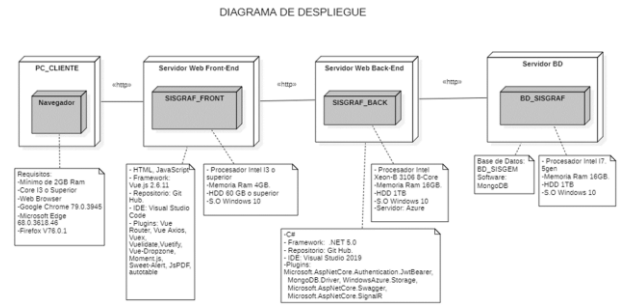 DIAGRAMA DE DESPLIEGUE
PC_CLIENTE
Navegador
«http»
Servidor Web Front-End
SISGRAF_FRONT
«http»
Servidor Web Back-End
SISGRAF_BACK
«http»
Servidor BD
BD_SISGRAF
Requisitos:
-Mínimo de 2GB Ram
-Core I3 o Superior
-Web Browser
-Google Chrome 79.0.3945
-Microsoft Edge
68.0.3618.46
-Firefox V76.0.1
- HTML, JavaScript
- Framework:
Vue.js 2.6.11
- Repositorio: Git
Hub.
- IDE: Visual Studio
Code
- Plugins: Vue
Router, Vue Axios,
Vuex,
Vuelidate,Vuetify,
Vue-Dropzone,
Moment.js,
Sweet-Alert, JsPDF,
autotable
- Procesador Intel I3 o
superior
-Memoria Ram 4GB.
-HDD 60 GB o superior
-S.O Windows 10
- Procesador Intel
Xeon-B 3106 8-Core
-Memoria Ram 16GB.
-HDD 1TB
-S.O Windows 10
-Servidor: Azure
-C#
- Framework: .NET 5.0
- Repositorio: Git Hub,
- IDE: Visual Studio 2019
-Plugins:
Microsoft.AspNetCore.Authentication.JwtBearer,
MongoDB.Driver, WindowsAzure.Storage,
Microsoft.AspNetCore.Swagger,
Microsoft.AspNetCore.SignalR
Base de Datos:
BD_SISGEM
Software:
MongoDB
- Procesador Intel I7,
5gen
-Memoria Ram 16GB.
-HDD 1TB
-S.O Windows 10